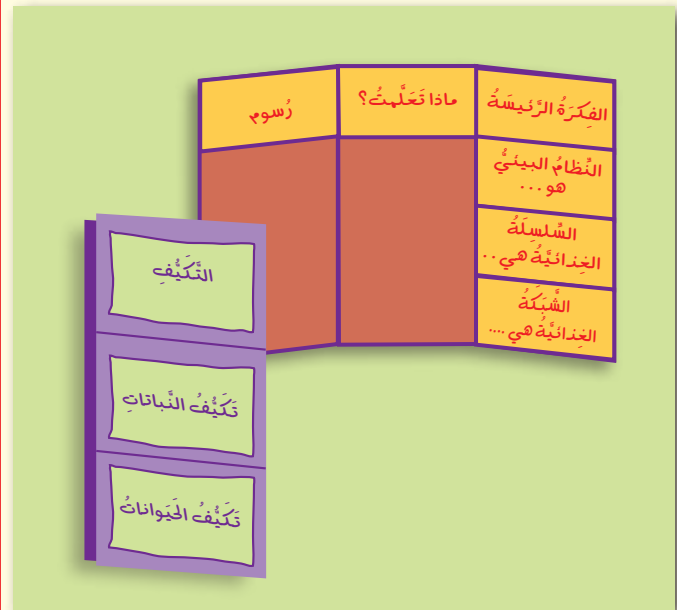 الفِكرَةُ الرَّئيسَةُ
ماذا تَعَلَّمتُ؟
رُسوم
النِّظامُ البيئيُّ
هو ...
السِّلسِلَةُ
الغِذائيَّةُ هي..
الشَّبَكَةُ
الغِذائيَّةُ هي ....
التَّكَيُّفِ
تَكَيُّفُ النَّباتاتِ
تَكَيُّفُ الحَيَواناتُ